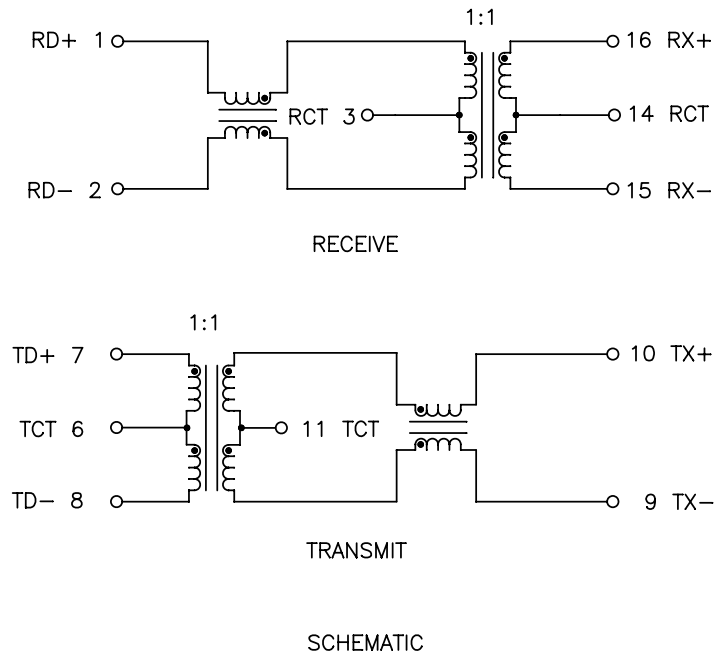 1:1
RD+ 1
16 RX+
RCT 3
14 RCT
RD− 2
15 RX−
RECEIVE
1:1
TD+ 7
10 TX+
TCT 6
11 TCT
TD− 8
9 TX−
TRANSMIT
SCHEMATIC